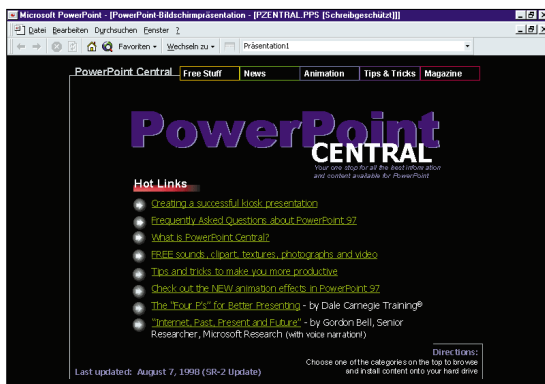 Microsoft PowerPoint - [PowerPoint-Bildschirmpräsentation - [PZENTRAL.PPS [Schreibgeschützt]]]
Datei Bearbeiten Durchsuchen Fenster ?
Favoriten Wechseln zu Präsentation1
PowerPoint Central Free Stuff News Animation Tips & Tricks Magazine
PowerPoint
CENTRAL
Your one stop for all the best information
and content available for PowerPoint
Hot Links
Creating a successful kiosk presentation
Frequently Asked Questions about PowerPoint 97
What is PowerPoint Central?
FREE sounds, clipart, textures, photographs and video
Tips and tricks to make you more productive
Check out the NEW animation effects in PowerPoint 97
The "Four P's" for Better Presenting - by Dale Carnegie Training®
"Internet, Past, Present and Future" - by Gordon Bell, Senior
Researcher, Microsoft Research (with voice narration!)
Directions:
Choose one of the categories on the top to browse
and install content onto your hard drive
Last updated: August 7, 1998 (SR-2 Update)